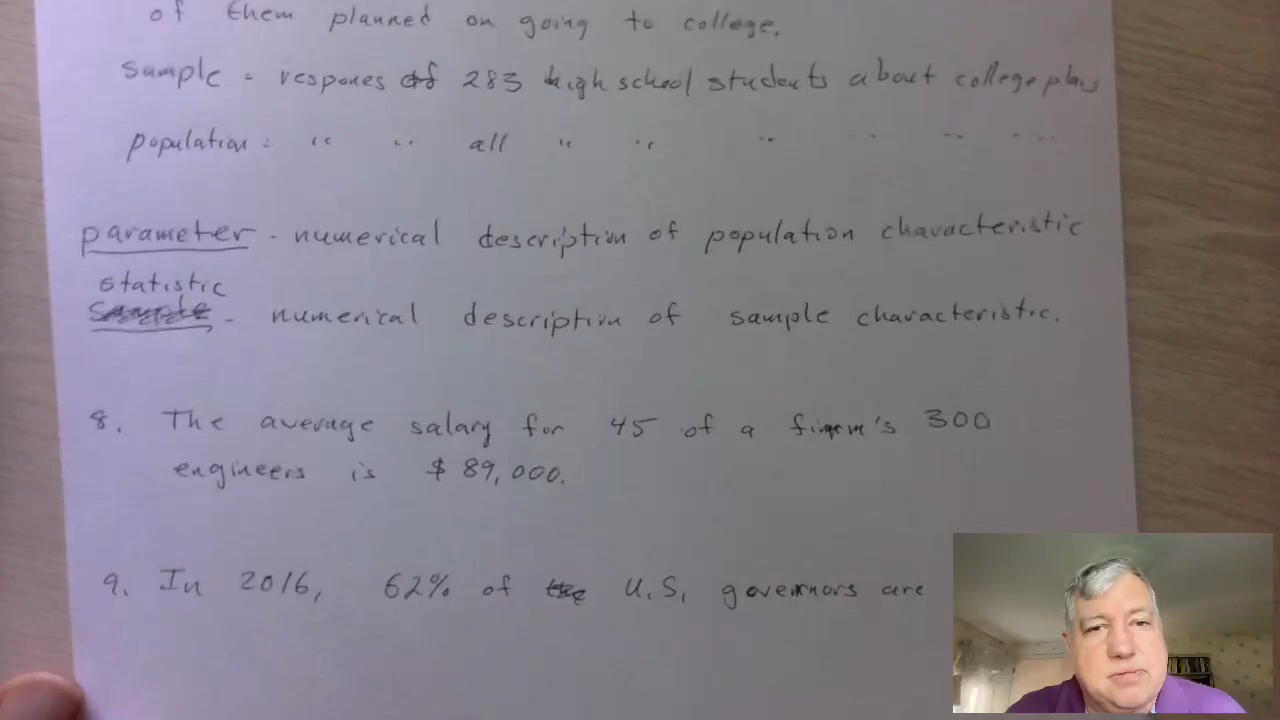 of them planned on going to college.
sample = respones of 283 high school students about college plans
population = " " all " " " " " "
parameter - numerical description of population characteristic
statistic
sample - numerical description of sample characteristic.
8. The average salary for 45 of a firm's 300
engineers is $89,000.
9. In 2016, 62% of the U.S. governors are